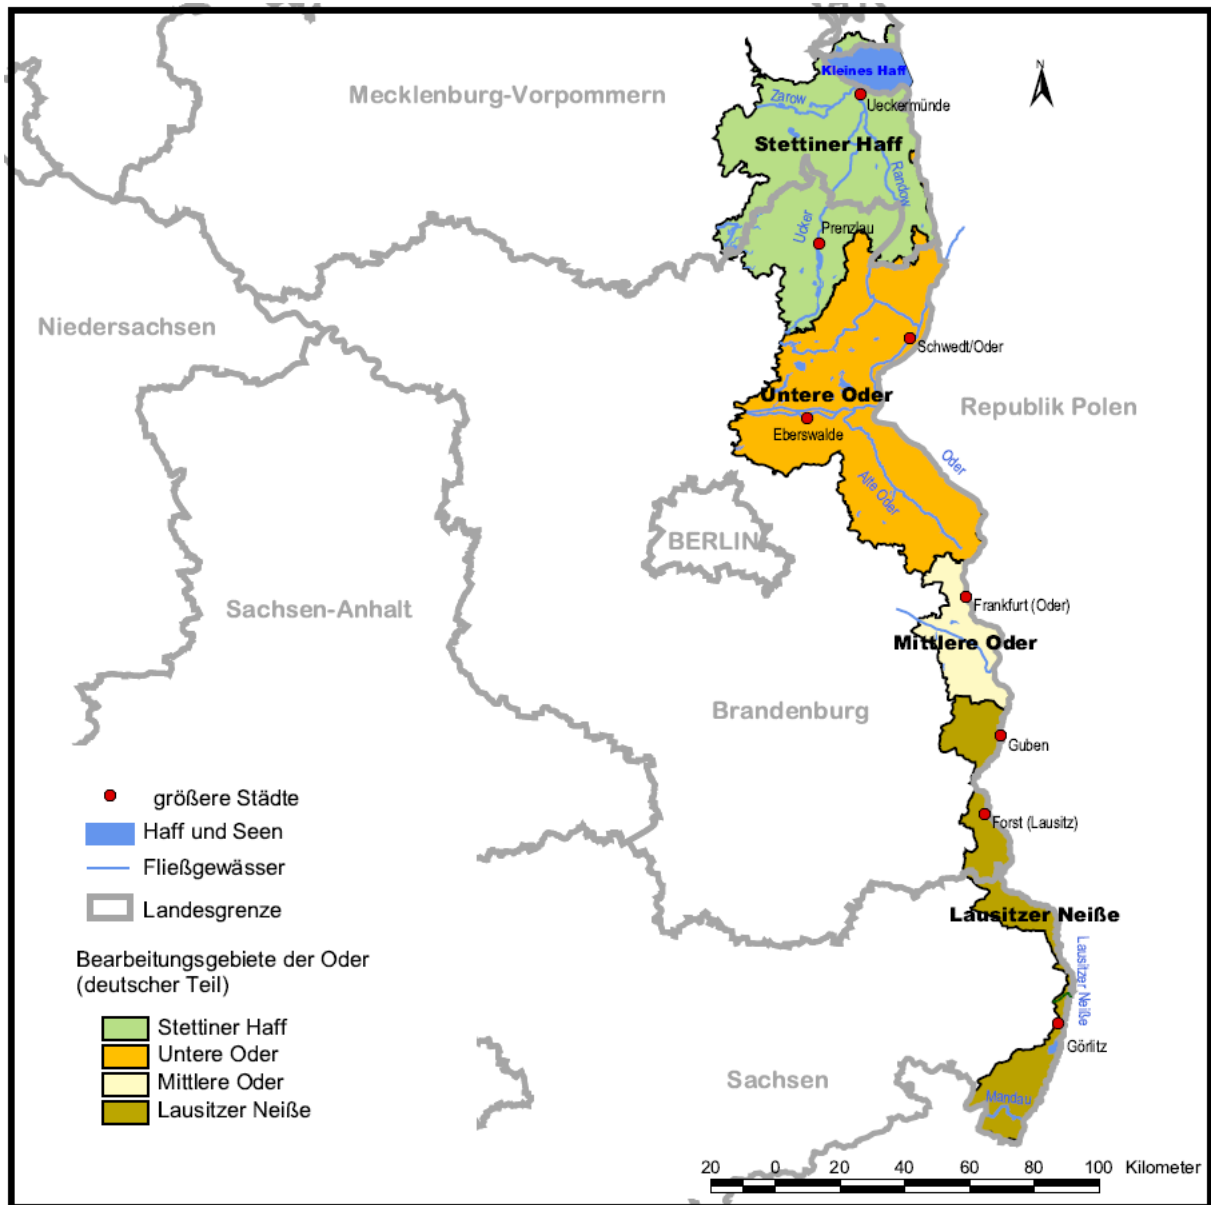 N
Kleines Haff
Mecklenburg-Vorpommern
Zarow
Ueckermünde
Stettiner Haff
Randow
Ucker
Prenzlau
Niedersachsen
Schwedt/Oder
Untere Oder
Republik Polen
Eberswalde
Oder
Alte Oder
BERLIN
Sachsen-Anhalt
Frankfurt (Oder)
Mittlere Oder
Brandenburg
Guben
größere Städte
Forst (Lausitz)
Haff und Seen
Fließgewässer
Landesgrenze
Lausitzer Neiße
Lausitzer Neiße
Bearbeitungsgebiete der Oder
(deutscher Teil)
Stettiner Haff
Untere Oder
Mittlere Oder
Lausitzer Neiße
Görlitz
Sachsen
Mandau
20 0 20 40 60 80 100 Kilometer